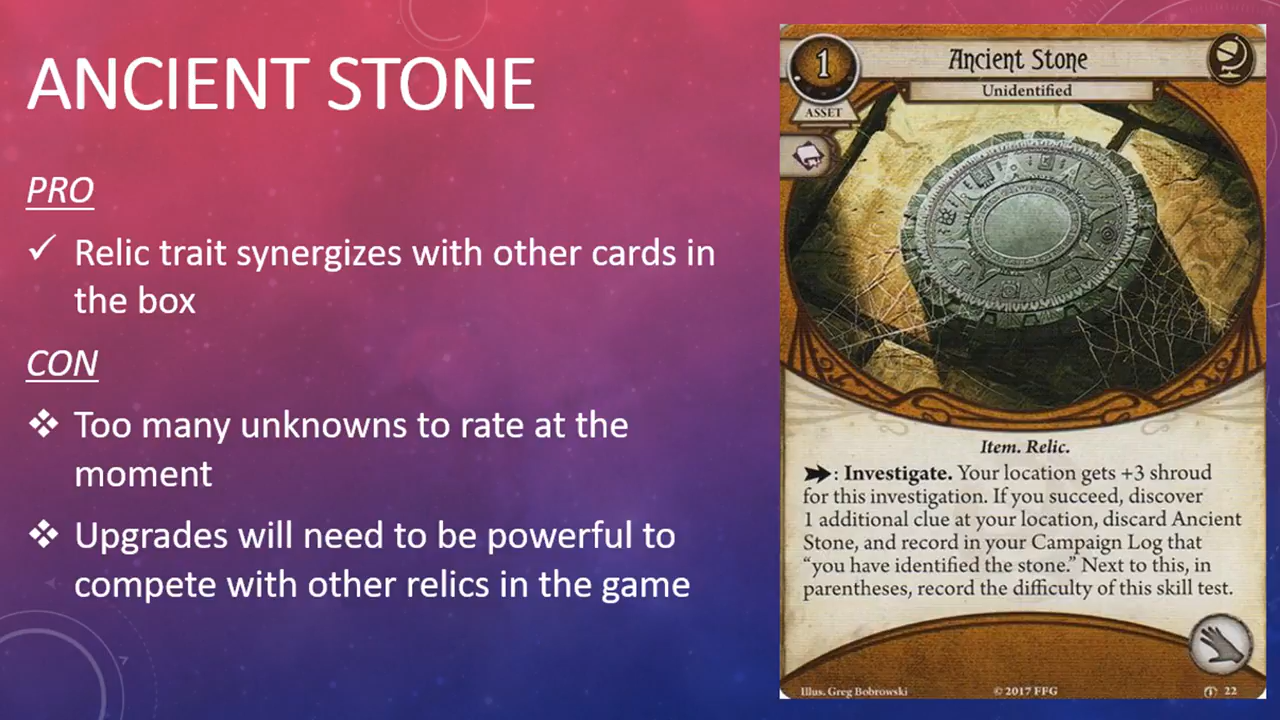 ANCIENT STONE
PRO
Relic trait synergizes with other cards in
the box
CON
Too many unknowns to rate at the
moment
Upgrades will need to be powerful to
compete with other relics in the game
1
Ancient Stone
Unidentified
ASSET
Item. Relic.
: Investigate. Your location gets +3 shroud
for this investigation. If you succeed, discover
1 additional clue at your location, discard Ancient
Stone, and record in your Campaign Log that
“you have identified the stone.” Next to this, in
parentheses, record the difficulty of this skill test.
Illus. Greg Bobrowski © 2017 FFG 22